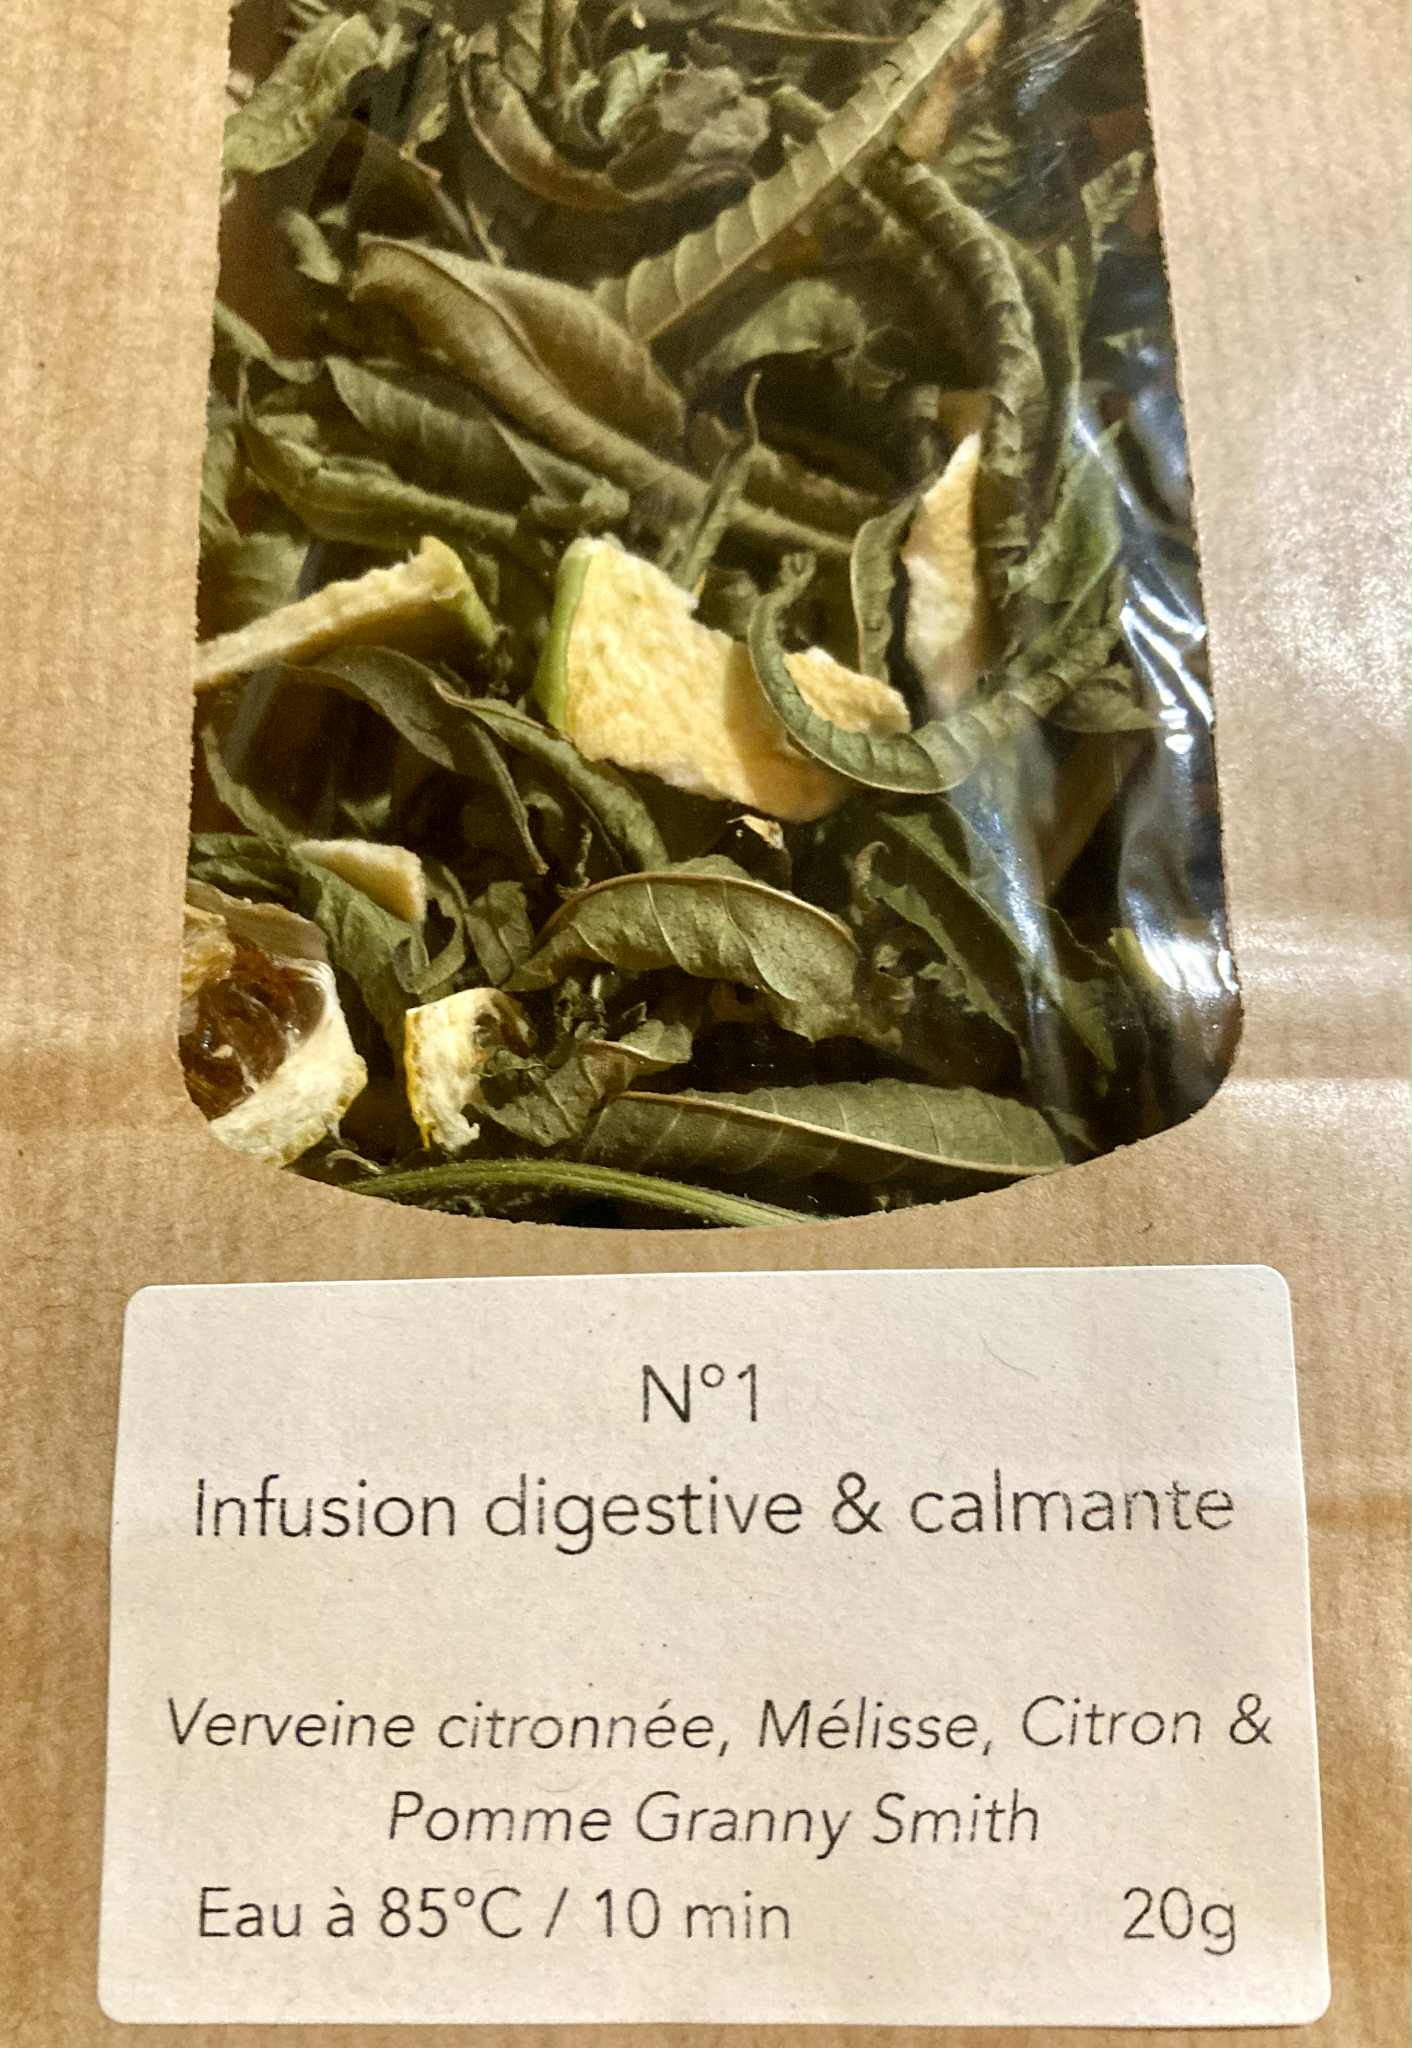 N°1
Infusion digestive & calmante
Verveine citronnée, Mélisse, Citron &
Pomme Granny Smith
Eau à 85°C / 10 min 20g